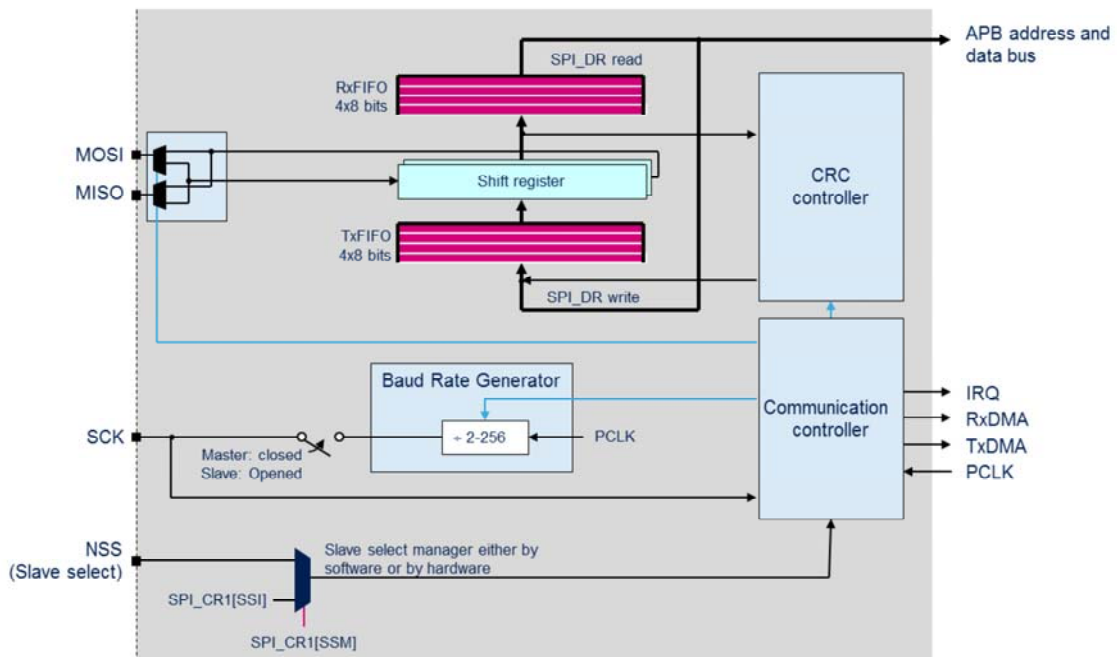 APB address and
data bus
SPI_DR read
RxFIFO
4x8 bits
MOSI
MISO
Shift register
CRC
controller
TxFIFO
4x8 bits
SPI_DR write
Baud Rate Generator
IRQ
Communication
controller
RxDMA
SCK
÷ 2-256
PCLK
TxDMA
Master: closed
Slave: Opened
PCLK
NSS
(Slave select)
Slave select manager either by
software or by hardware
SPI_CR1[SSI]
SPI_CR1[SSM]